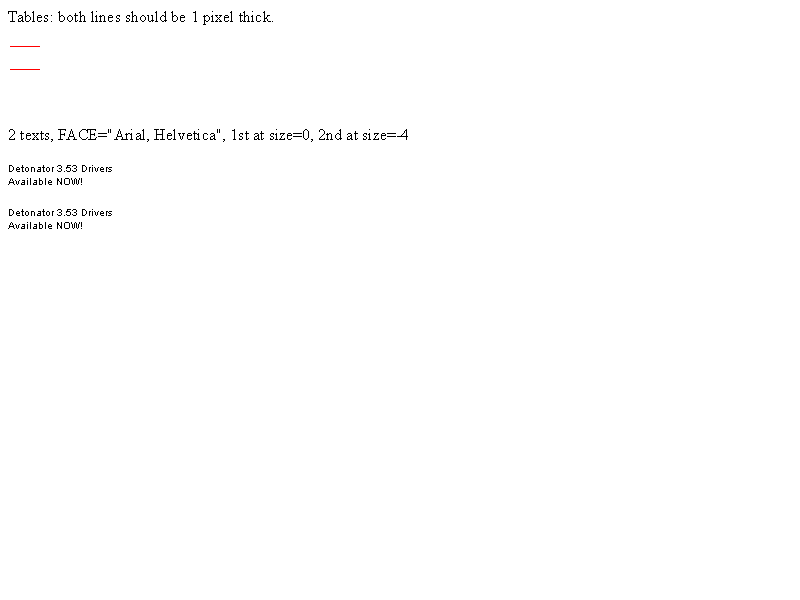 Tables: both lines should be 1 pixel thick.
2 texts, FACE="Arial, Helvetica", 1st at size=0, 2nd at size=-4
Detonator 3.53 Drivers
Available NOW!
Detonator 3.53 Drivers
Available NOW!